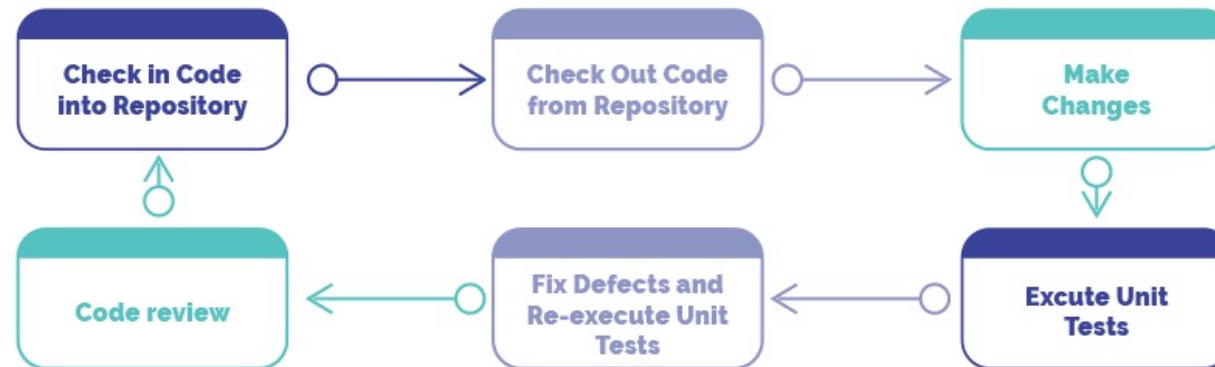 Check in Code
into Repository
Check Out Code
from Repository
Make
Changes
Code review
Fix Defects and
Re-execute Unit
Tests
Excute Unit
Tests